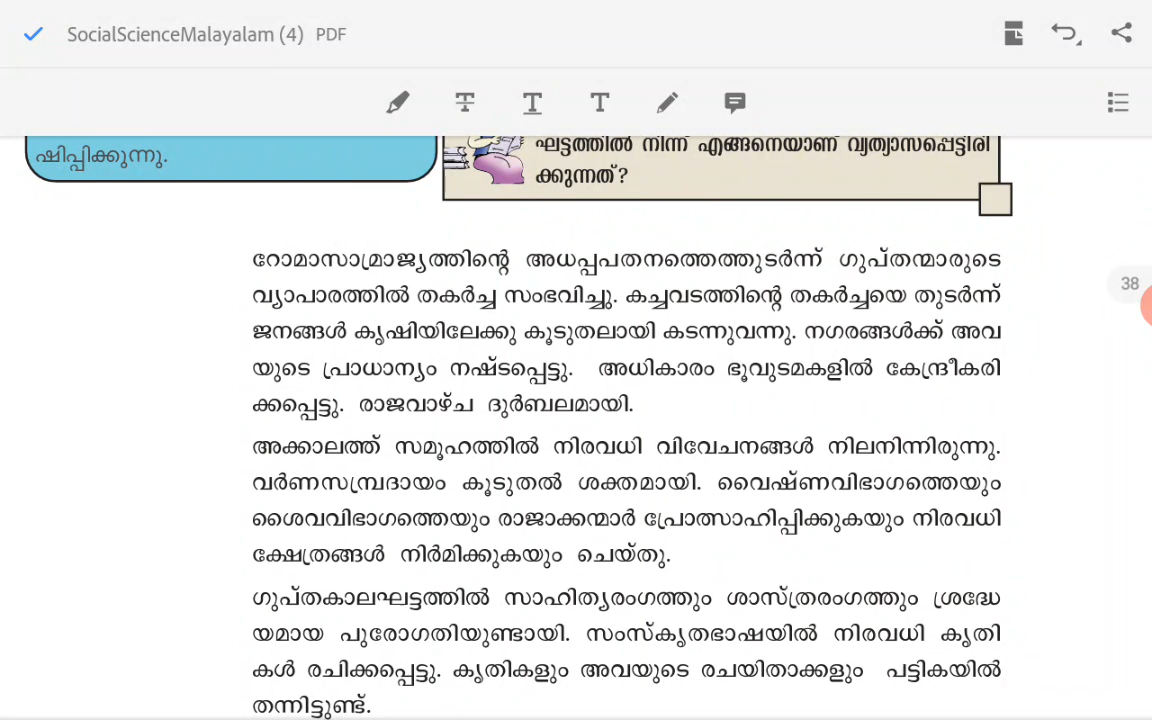 SocialScienceMalayalam (4) PDF
ഷിപ്പിക്കുന്നു.
ഘട്ടത്തിൽ നിന്ന് എങ്ങനെയാണ് വ്യത്യാസപ്പെട്ടിരി
ക്കുന്നത്?
38
റോമാസാമ്രാജ്യത്തിന്റെ അധപ്പപതനത്തെത്തുടർന്ന് ഗുപ്തന്മാരുടെ
വ്യാപാരത്തിൽ തകർച്ച സംഭവിച്ചു. കച്ചവടത്തിന്റെ തകർച്ചയെ തുടർന്ന്
ജനങ്ങൾ കൃഷിയിലേക്കു കൂടുതലായി കടന്നുവന്നു. നഗരങ്ങൾക്ക് അവ
യുടെ പ്രാധാന്യം നഷ്ടപ്പെട്ടു. അധികാരം ഭൂവുടമകളിൽ കേന്ദ്രീകരി
ക്കപ്പെട്ടു. രാജവാഴ്ച ദുർബലമായി.
അക്കാലത്ത് സമൂഹത്തിൽ നിരവധി വിവേചനങ്ങൾ നിലനിന്നിരുന്നു.
വർണസമ്പ്രദായം കൂടുതൽ ശക്തമായി. വൈഷ്ണവിഭാഗത്തെയും
ശൈവവിഭാഗത്തെയും രാജാക്കന്മാർ പ്രോത്സാഹിപ്പിക്കുകയും നിരവധി
ക്ഷേത്രങ്ങൾ നിർമിക്കുകയും ചെയ്തു.
ഗുപ്തകാലഘട്ടത്തിൽ സാഹിത്യരംഗത്തും ശാസ്ത്രരംഗത്തും ശ്രദ്ധേ
യമായ പുരോഗതിയുണ്ടായി. സംസ്കൃതഭാഷയിൽ നിരവധി കൃതി
കൾ രചിക്കപ്പെട്ടു. കൃതികളും അവയുടെ രചയിതാക്കളും പട്ടികയിൽ
തന്നിട്ടുണ്ട്.